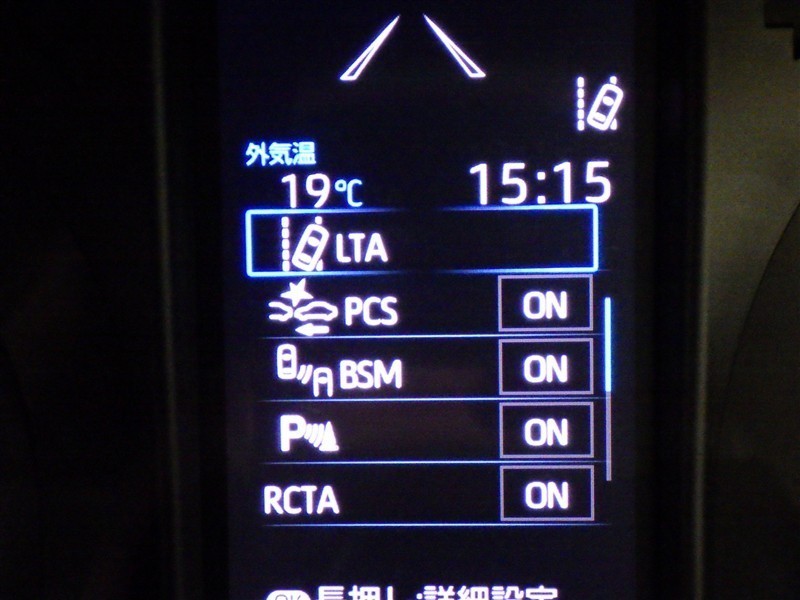 外気温
19℃ 15:15
LTA
PCS ON
BSM ON
P ON
RCTA ON
OK 長押し:詳細設定